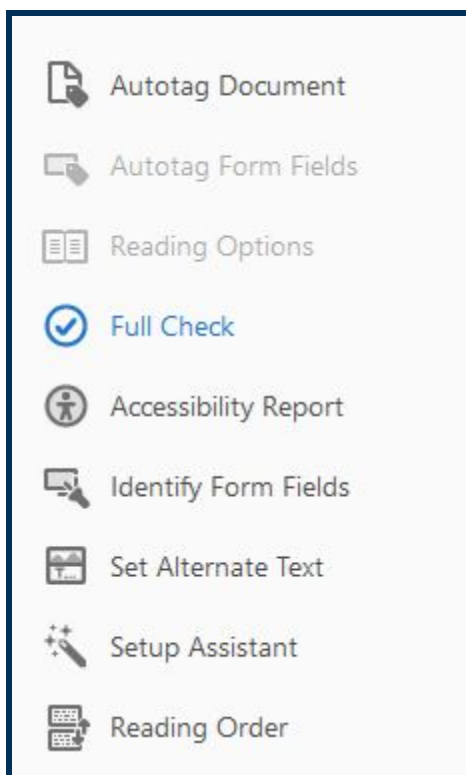 Autotag Document
Autotag Form Fields
Reading Options
Full Check
Accessibility Report
Identify Form Fields
Set Alternate Text
Setup Assistant
Reading Order